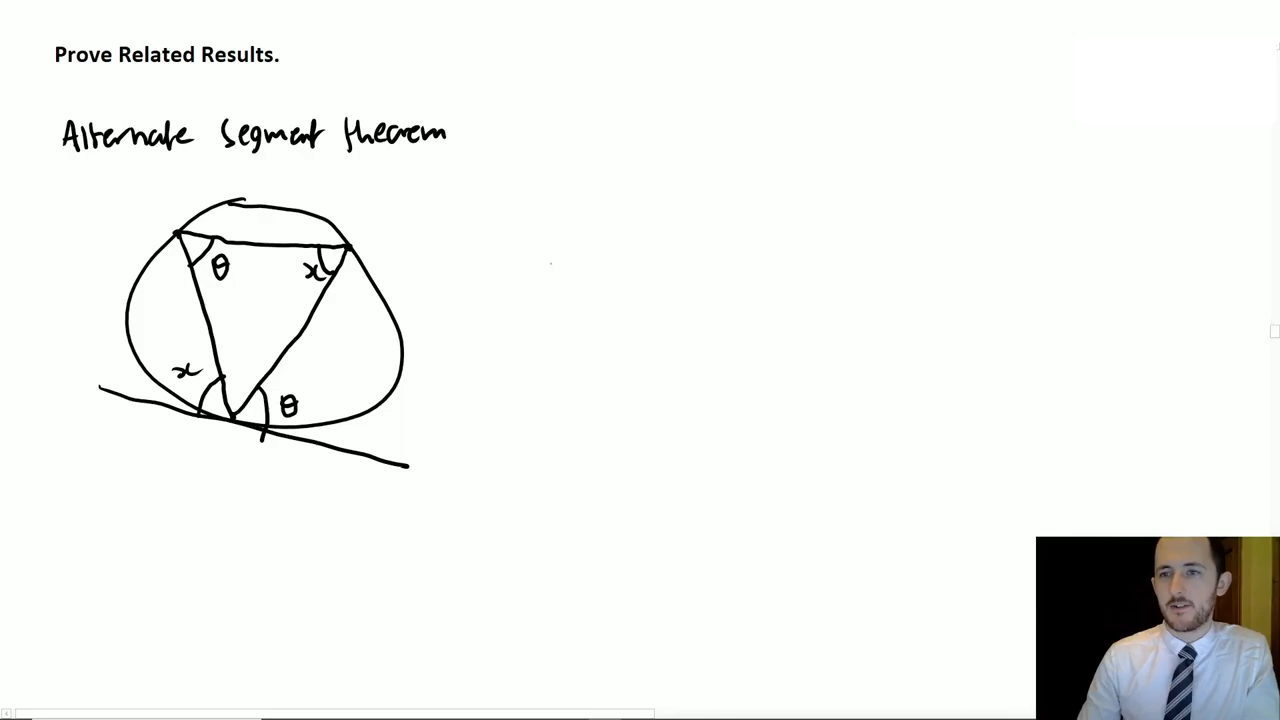 Prove Related Results.
Alternate Segment theorem
θ x
x
θ